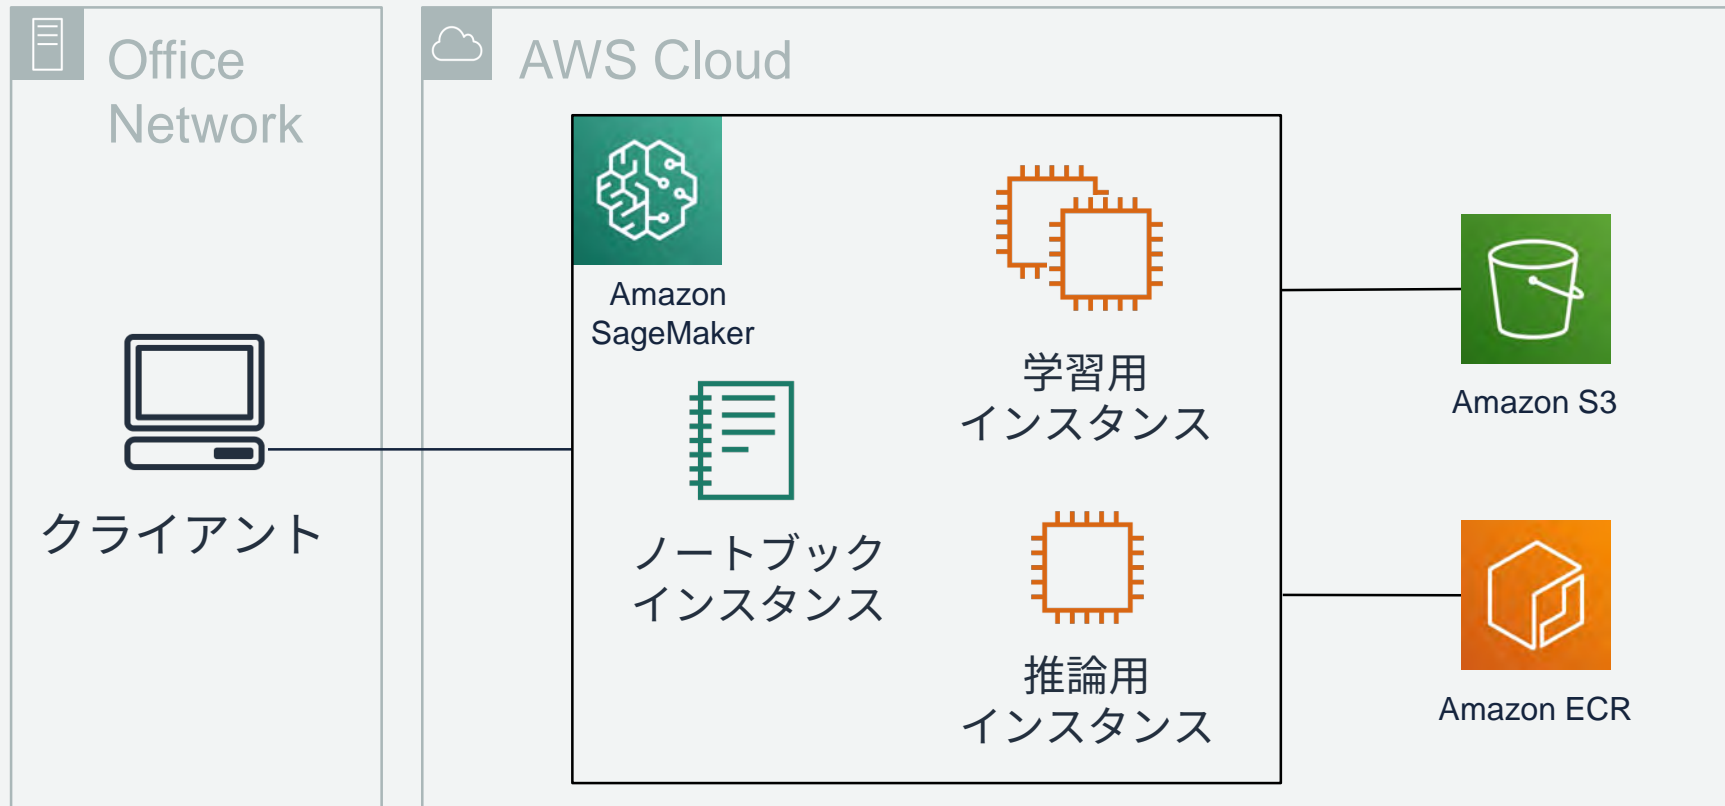 Office
Network
クライアント
AWS Cloud
Amazon
SageMaker
ノートブック
インスタンス
学習用
インスタンス
推論用
インスタンス
Amazon S3
Amazon ECR